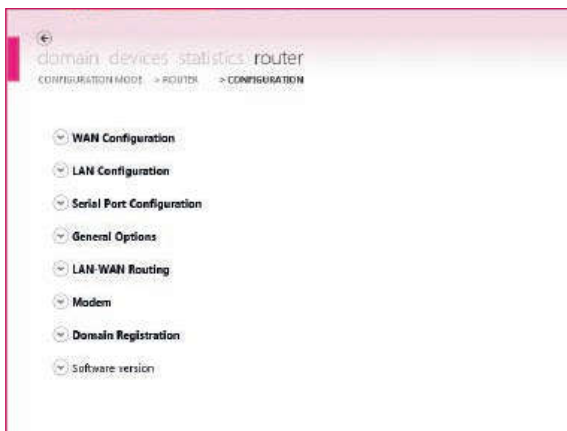 domain devices statistics router
CONFIGURATION MODE > ROUTER > CONFIGURATION
WAN Configuration
LAN Configuration
Serial Port Configuration
General Options
LAN-WAN Routing
Modem
Domain Registration
Software version